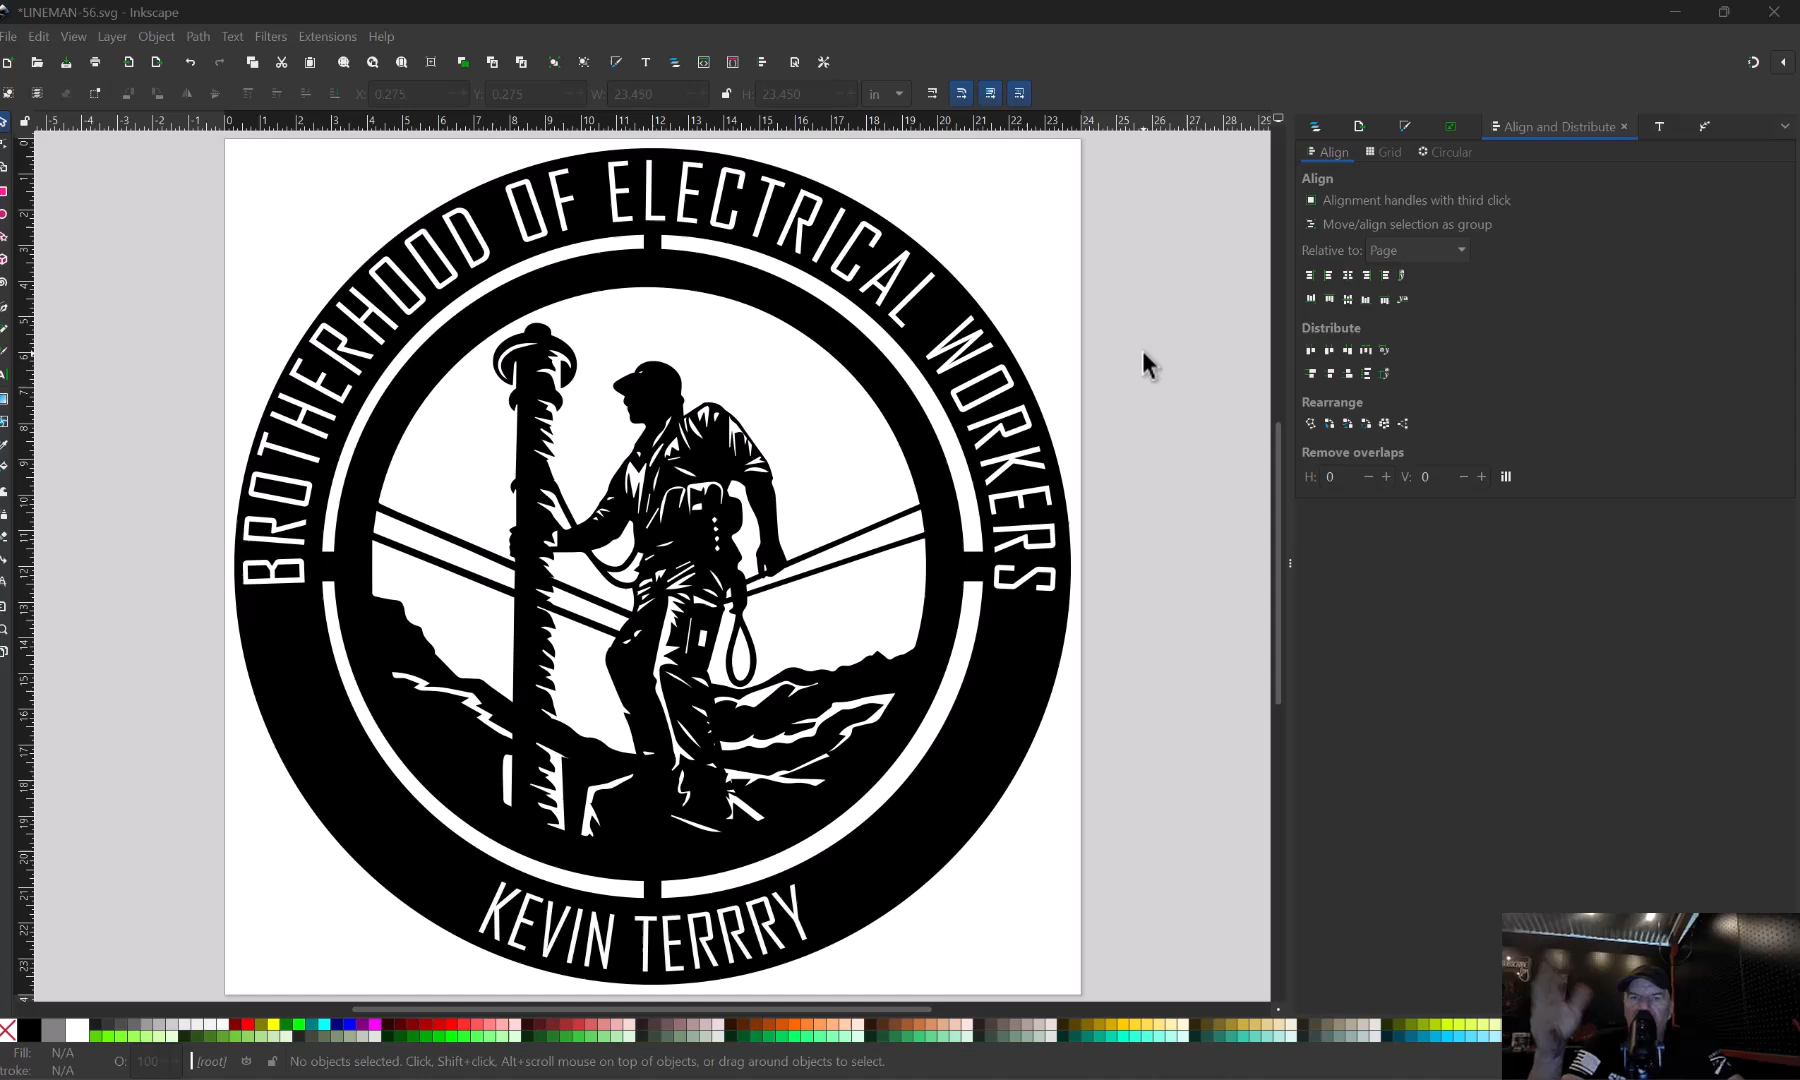 *LINEMAN-56.svg - Inkscape
File Edit View Layer Object Path Text Filters Extensions Help
X: 0.275 Y: 0.275 W: 23.450 H: 23.450 in
Align and Distribute
Align Grid Circular
Align
Alignment handles with third click
Move/align selection as group
Relative to: Page
Distribute
Rearrange
Remove overlaps
H: 0 V: 0
BROTHERHOOD OF ELECTRICAL WORKERS
KEVIN TERRRY
Fill: N/A
Stroke: N/A
O: 100 [root] No objects selected. Click, Shift+click, Alt+scroll mouse on top of objects, or drag around objects to select.